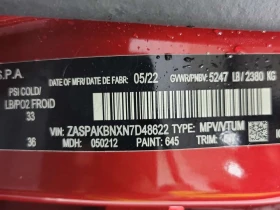 S.P.A.
DATE OF MFR/DATE DE FABR: 05/22 GVWR/PNBV: 5247 LB/2380 KG
PSI COLD/
LB/PO2 FROID
33
36
VIN: ZASPAKBNXN7D48622 TYPE: MPV/VTUM
MDH: 050212 PAINT: 645 TRIM: